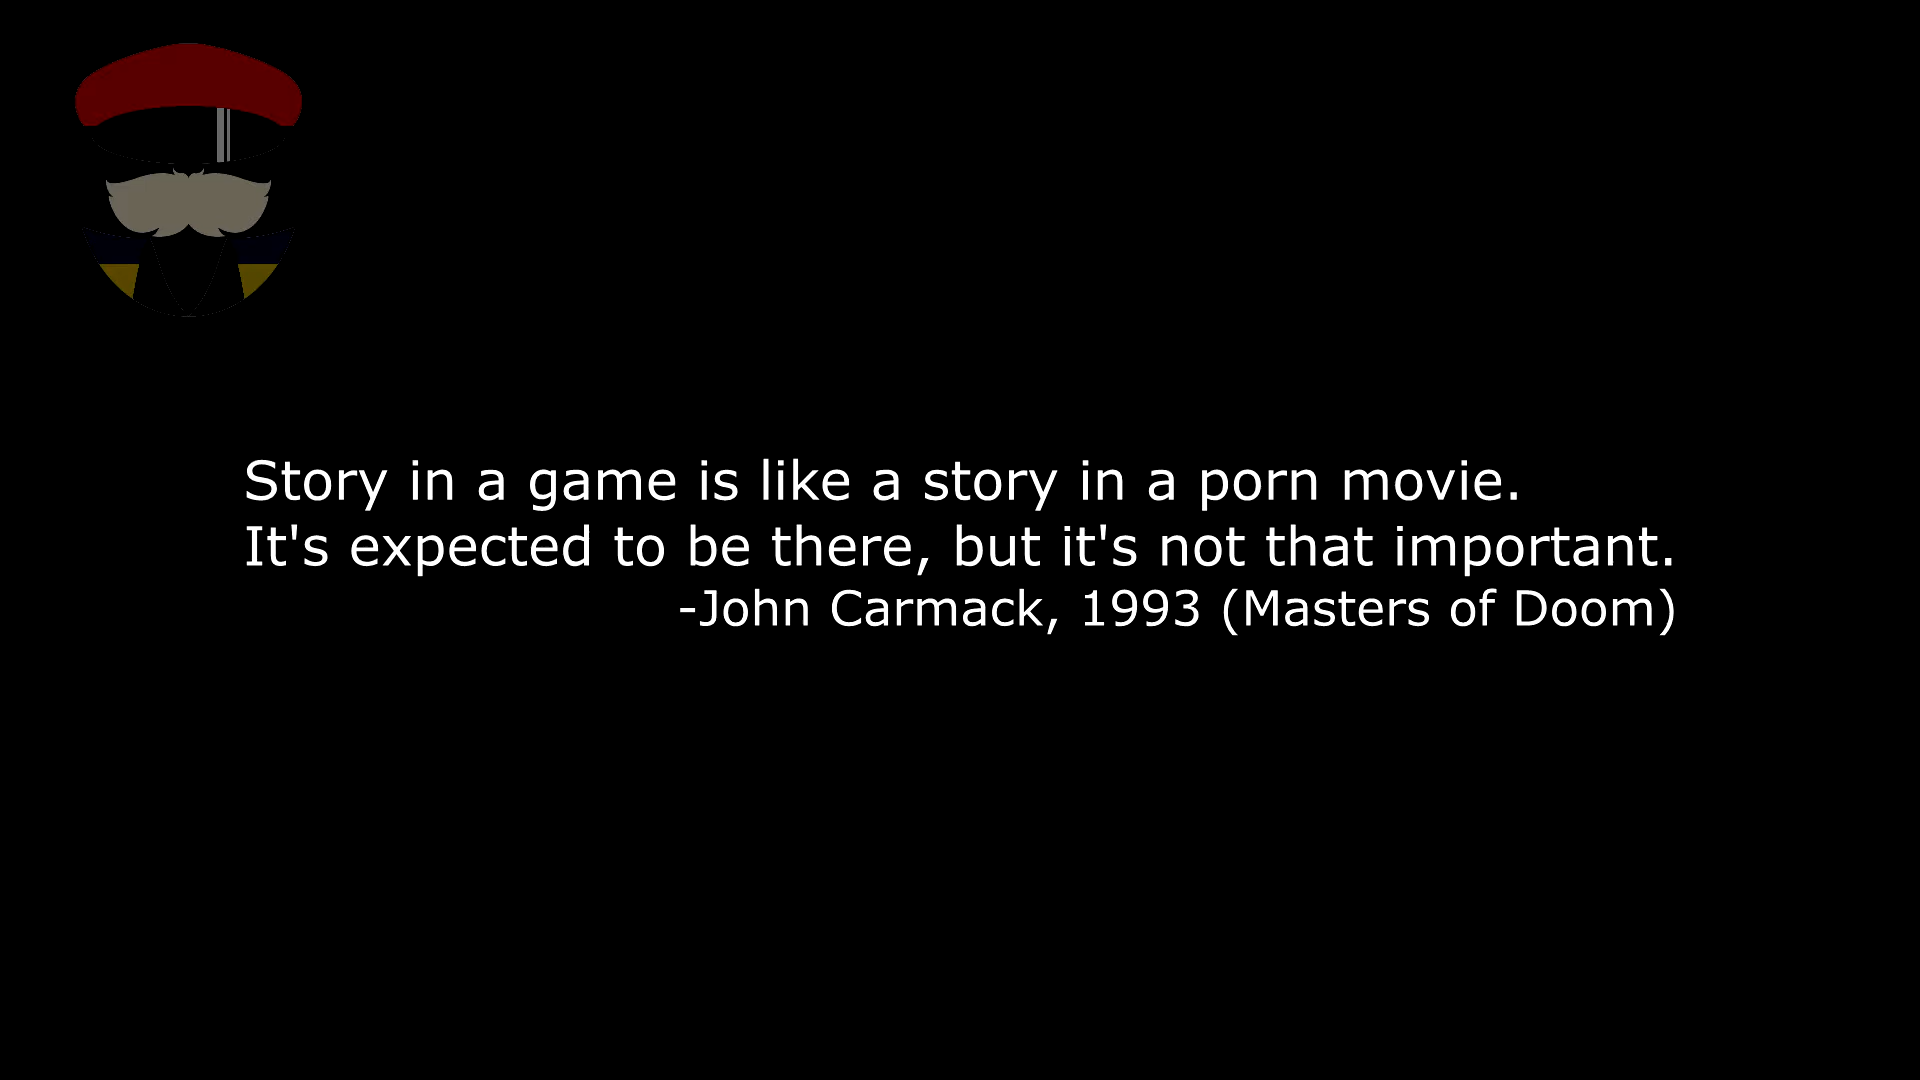 Story in a game is like a story in a porn movie.
It's expected to be there, but it's not that important.
-John Carmack, 1993 (Masters of Doom)